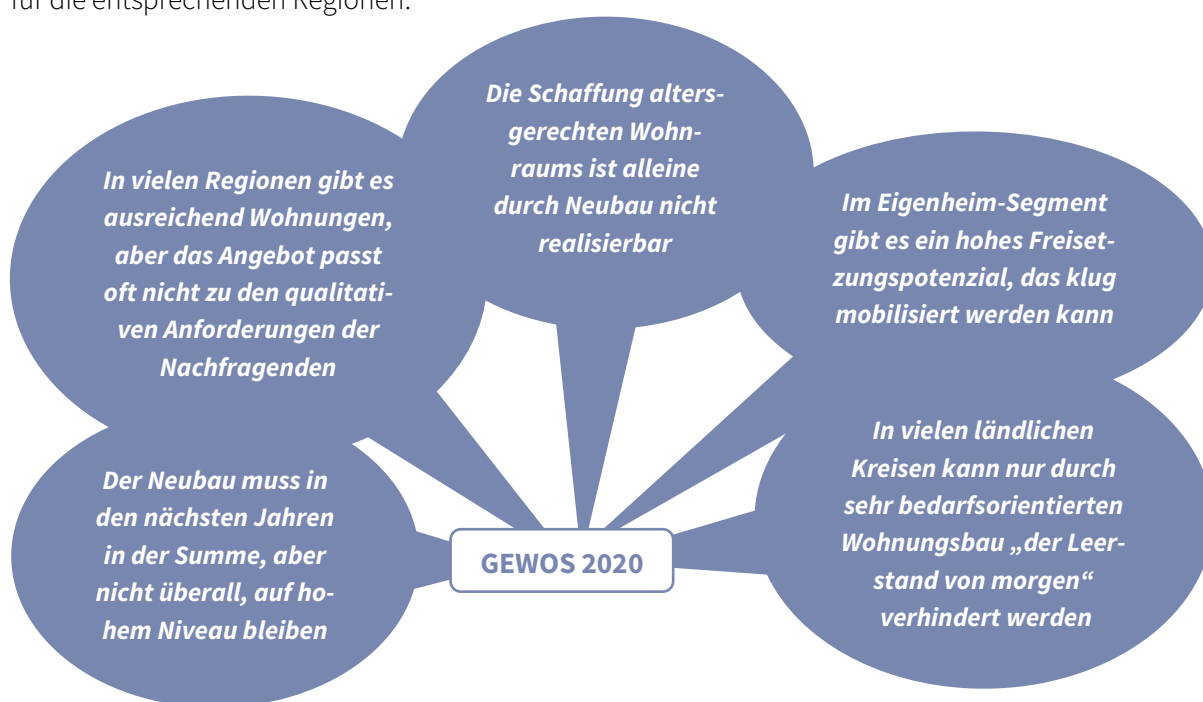 für die entsprechenden Regionen.
Die Schaffung alters-
gerechten Wohn-
raums ist alleine
durch Neubau nicht
realisierbar
In vielen Regionen gibt es
ausreichend Wohnungen,
aber das Angebot passt
oft nicht zu den qualitati-
ven Anforderungen der
Nachfragenden
Im Eigenheim-Segment
gibt es ein hohes Freiset-
zungspotenzial, das klug
mobilisiert werden kann
Der Neubau muss in
den nächsten Jahren
in der Summe, aber
nicht überall, auf ho-
hem Niveau bleiben
In vielen ländlichen
Kreisen kann nur durch
sehr bedarfsorientierten
Wohnungsbau „der Leer-
stand von morgen“
verhindert werden
GEWOS 2020